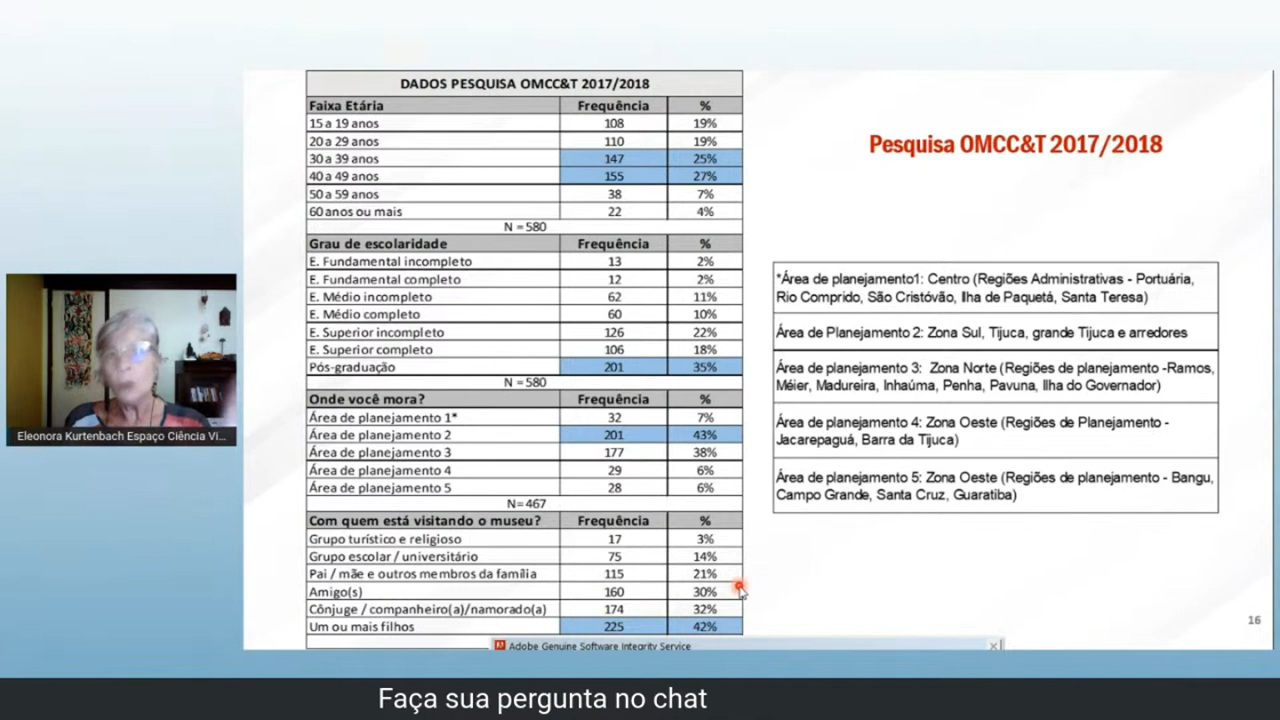 DADOS PESQUISA OMCC&T 2017/2018
Faixa Etária Frequência %
15 a 19 anos 108 19%
20 a 29 anos 110 19%
30 a 39 anos 147 25%
40 a 49 anos 155 27%
50 a 59 anos 38 7%
60 anos ou mais 22 4%
N = 580
Grau de escolaridade Frequência %
E. Fundamental incompleto 13 2%
E. Fundamental completo 12 2%
E. Médio incompleto 62 11%
E. Médio completo 60 10%
E. Superior incompleto 126 22%
E. Superior completo 106 18%
Pós-graduação 201 35%
N = 580
Onde você mora? Frequência %
Área de planejamento 1* 32 7%
Área de planejamento 2 201 43%
Área de planejamento 3 177 38%
Área de planejamento 4 29 6%
Área de planejamento 5 28 6%
N= 467
Com quem está visitando o museu? Frequência %
Grupo turístico e religioso 17 3%
Grupo escolar / universitário 75 14%
Pai / mãe e outros membros da família 115 21%
Amigo(s) 160 30%
Cônjuge / companheiro(a)/namorado(a) 174 32%
Um ou mais filhos 225 42%
Pesquisa OMCC&T 2017/2018
*Área de planejamento1: Centro (Regiões Administrativas - Portuária,
Rio Comprido, São Cristóvão, Ilha de Paquetá, Santa Teresa)
Área de Planejamento 2: Zona Sul, Tijuca, grande Tijuca e arredores
Área de planejamento 3: Zona Norte (Regiões de planejamento -Ramos,
Méier, Madureira, Inhaúma, Penha, Pavuna, Ilha do Governador)
Área de planejamento 4: Zona Oeste (Regiões de Planejamento -
Jacarepaguá, Barra da Tijuca)
Área de planejamento 5: Zona Oeste (Regiões de planejamento - Bangu,
Campo Grande, Santa Cruz, Guaratiba)
16
Adobe Genuine Software Integrity Service
Eleonora Kurtenbach Espaço Ciência Vi...
Faça sua pergunta no chat